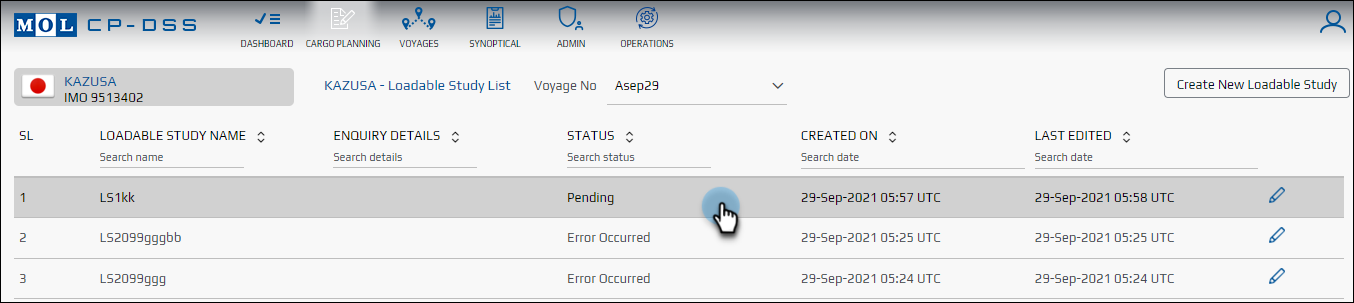 MOL CP-DSS
DASHBOARD CARGO PLANNING VOYAGES SYNOPTICAL ADMIN OPERATIONS
KAZUSA
IMO 9513402
KAZUSA - Loadable Study List Voyage No Asep29 Create New Loadable Study
SL LOADABLE STUDY NAME ENQUIRY DETAILS STATUS CREATED ON LAST EDITED
Search name Search details Search status Search date Search date
1 LS1kk Pending 29-Sep-2021 05:57 UTC 29-Sep-2021 05:58 UTC
2 LS2099gggbb Error Occurred 29-Sep-2021 05:25 UTC 29-Sep-2021 05:25 UTC
3 LS2099ggg Error Occurred 29-Sep-2021 05:24 UTC 29-Sep-2021 05:24 UTC